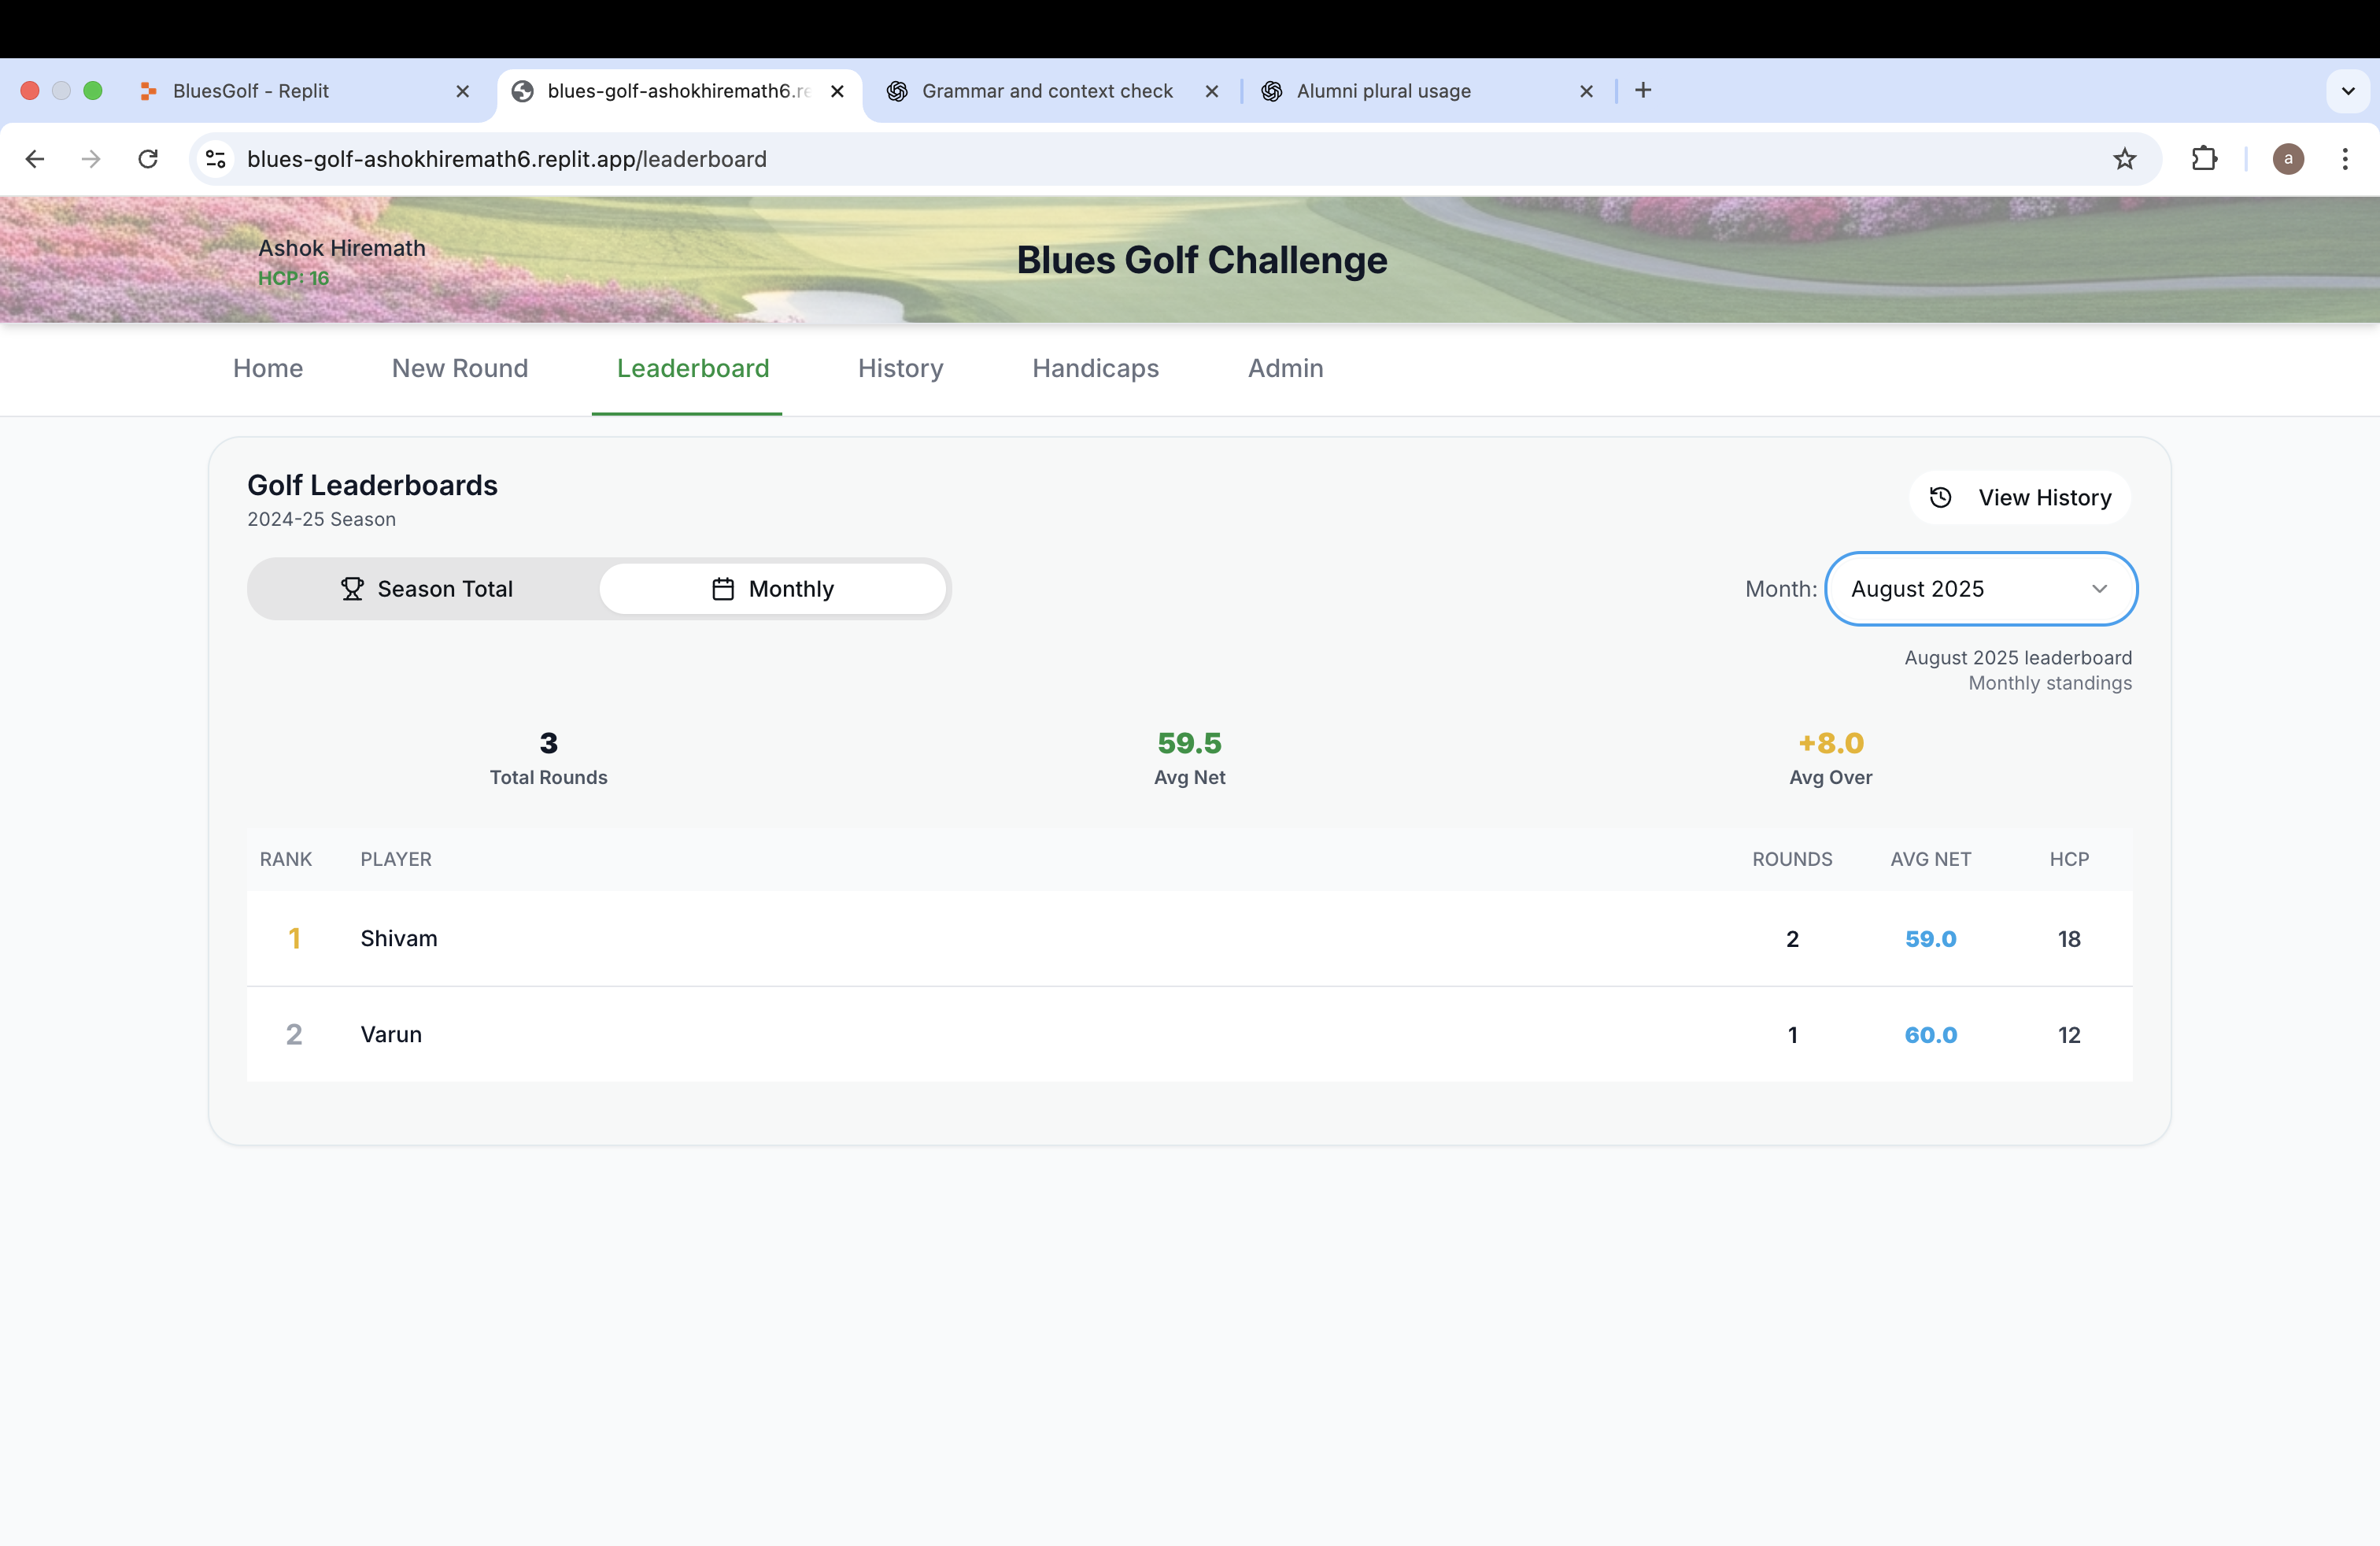 BluesGolf - Replit
blues-golf-ashokhiremath6.re
Grammar and context check
Alumni plural usage
blues-golf-ashokhiremath6.replit.app/leaderboard
a
Ashok Hiremath
HCP: 16
Blues Golf Challenge
Home New Round Leaderboard History Handicaps Admin
Golf Leaderboards
2024-25 Season
View History
Season Total Monthly
Month: August 2025
August 2025 leaderboard
Monthly standings
3 59.5 +8.0
Total Rounds Avg Net Avg Over
RANK PLAYER ROUNDS AVG NET HCP
1 Shivam 2 59.0 18
2 Varun 1 60.0 12